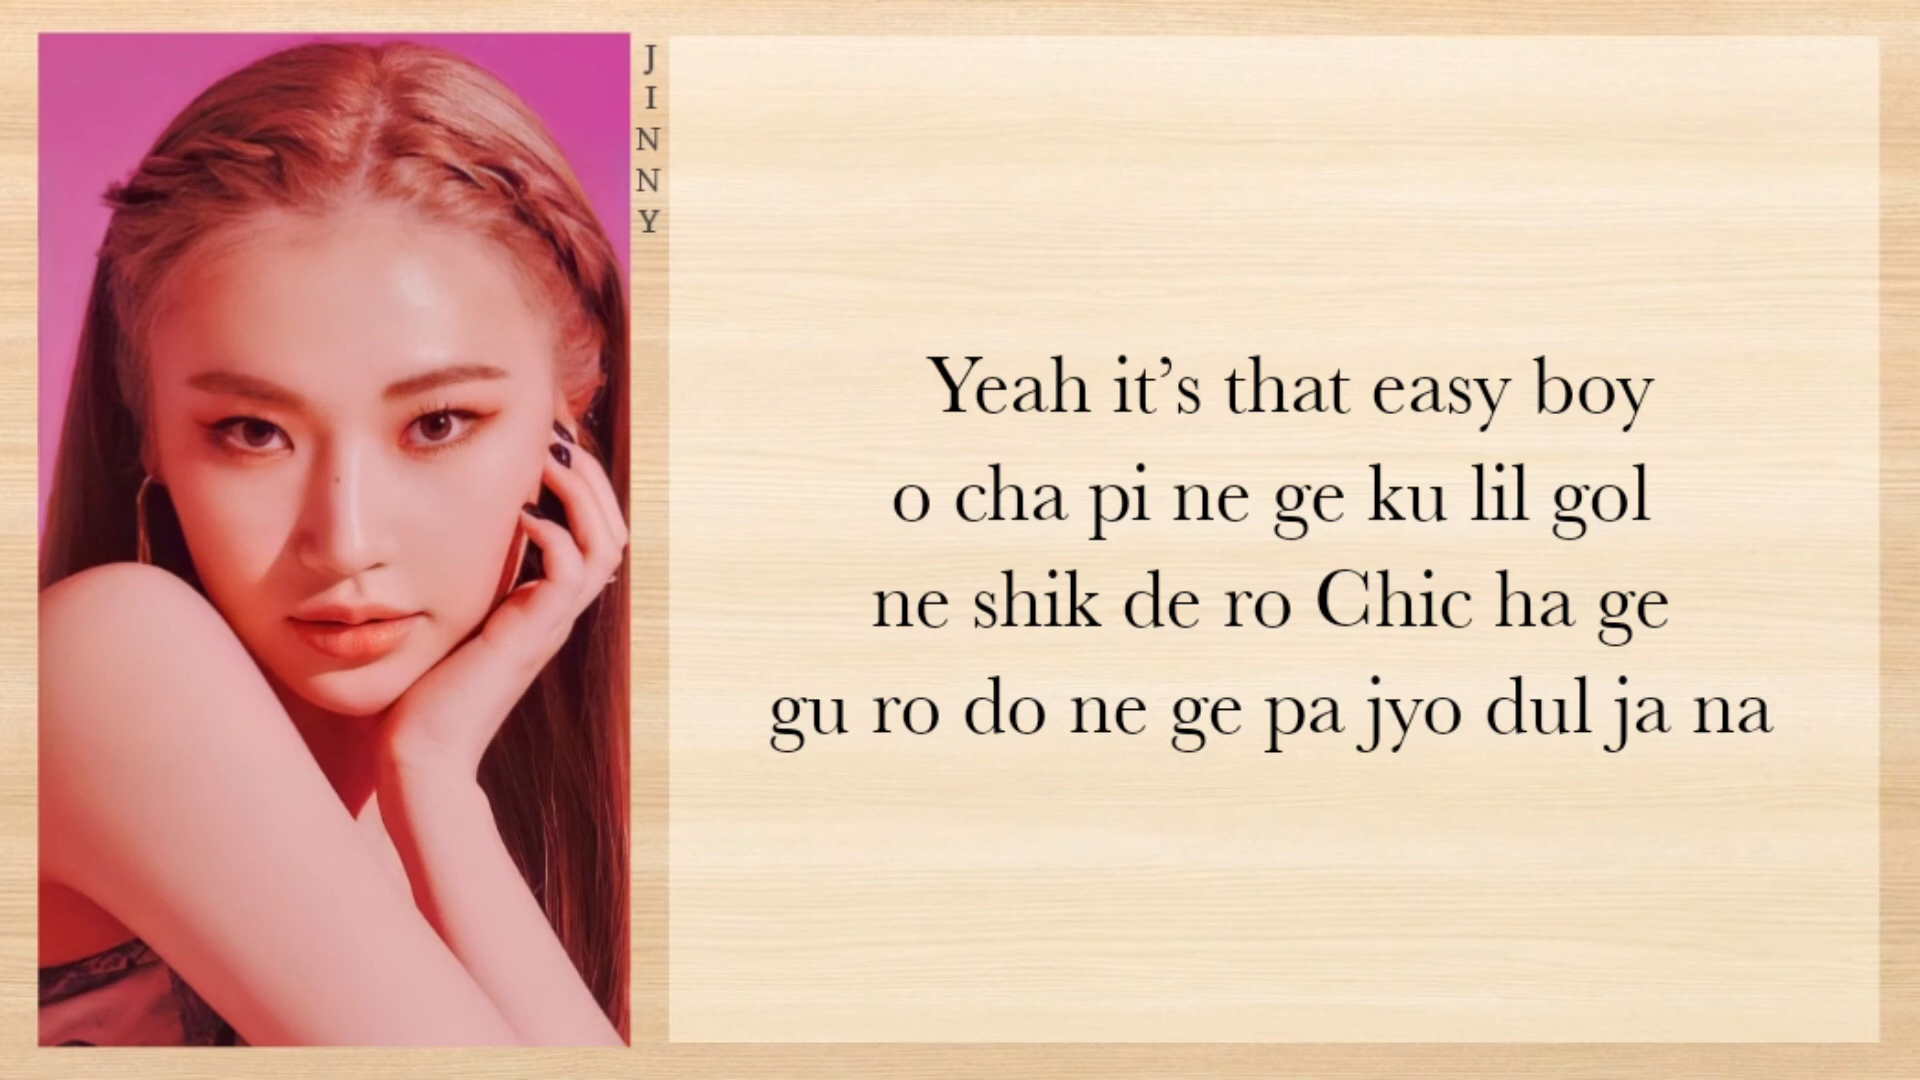 JINNY
Yeah it's that easy boy
o cha pi ne ge ku lil gol
ne shik de ro Chic ha ge
gu ro do ne ge pa jyo dul ja na